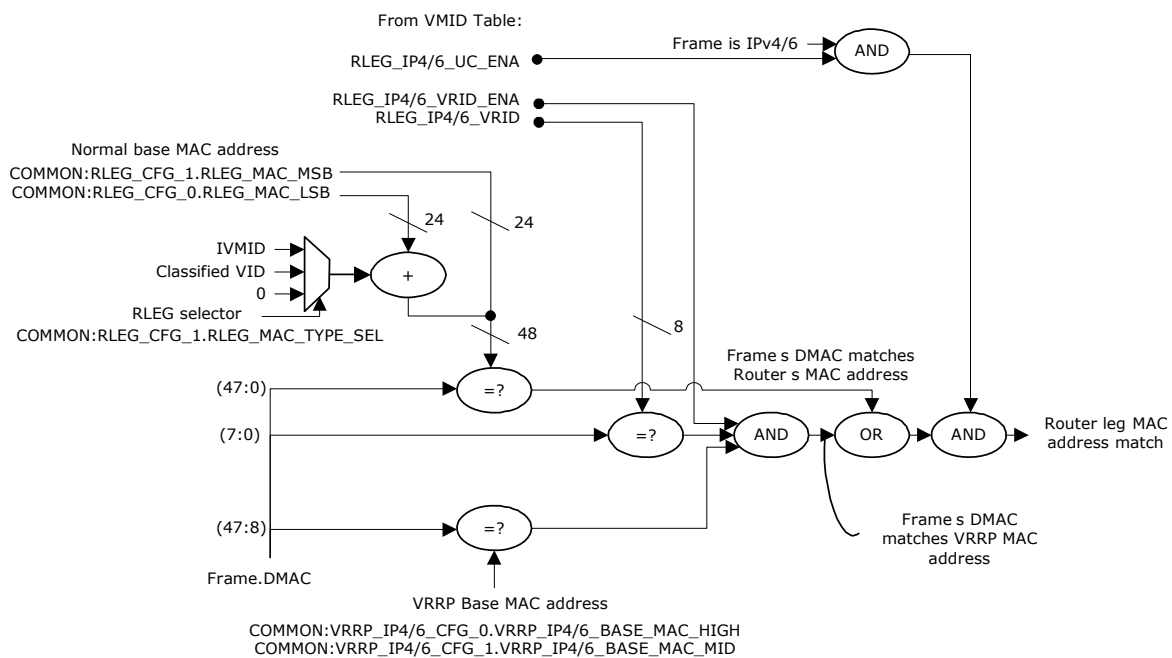 From VMID Table:
Frame is IPv4/6
AND
RLEG_IP4/6_UC_ENA
RLEG_IP4/6_VRID_ENA
RLEG_IP4/6_VRID
Normal base MAC address
COMMON:RLEG_CFG_1.RLEG_MAC_MSB
COMMON:RLEG_CFG_0.RLEG_MAC_LSB
24
24
IVMID
Classified VID
0
+
RLEG selector
COMMON:RLEG_CFG_1.RLEG_MAC_TYPE_SEL
48
8
Frame s DMAC matches
Router s MAC address
(47:0)
=?
(7:0)
=?
AND
OR
AND
Router leg MAC
address match
(47:8)
=?
Frame s DMAC
matches VRRP MAC
address
Frame.DMAC
VRRP Base MAC address
COMMON:VRRP_IP4/6_CFG_0.VRRP_IP4/6_BASE_MAC_HIGH
COMMON:VRRP_IP4/6_CFG_1.VRRP_IP4/6_BASE_MAC_MID